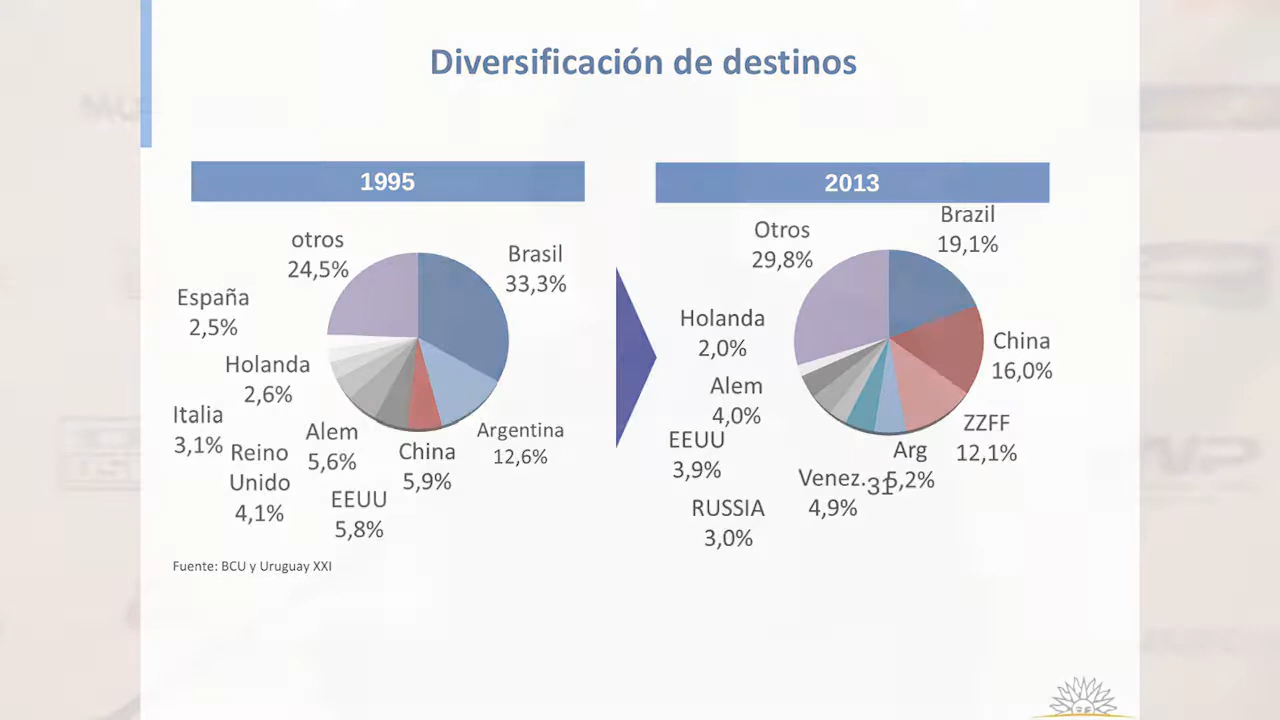 Diversificación de destinos
1995
otros
24,5%
Brasil
33,3%
España
2,5%
Holanda
2,6%
Italia
3,1%
Reino
Unido
4,1%
Alem
5,6%
EEUU
5,8%
China
5,9%
Argentina
12,6%
2013
Otros
29,8%
Brazil
19,1%
Holanda
2,0%
China
16,0%
Alem
4,0%
EEUU
3,9%
RUSSIA
3,0%
Venez.
4,9%
31
Arg
5,2%
ZZFF
12,1%
Fuente: BCU y Uruguay XXI